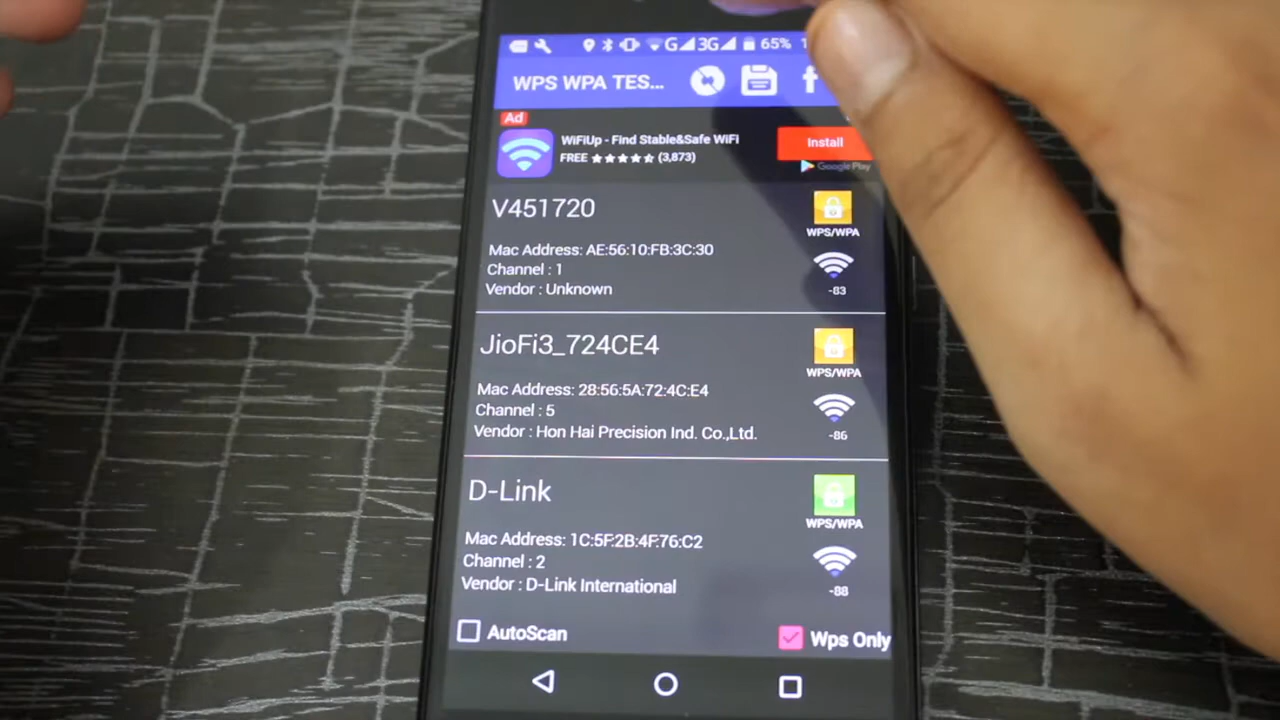 G 3G 65% 1
WPS WPA TES...
Ad
WiFiUp - Find Stable&Safe WiFi
FREE (3,873)
Install
Google Play
V451720
WPS/WPA
Mac Address: AE:56:10:FB:3C:30
Channel : 1
Vendor : Unknown
-83
JioFi3_724CE4
WPS/WPA
Mac Address: 28:56:5A:72:4C:E4
Channel : 5
Vendor : Hon Hai Precision Ind. Co.,Ltd.
-86
D-Link
WPS/WPA
Mac Address: 1C:5F:2B:4F:76:C2
Channel : 2
Vendor : D-Link International
-88
AutoScan
Wps Only